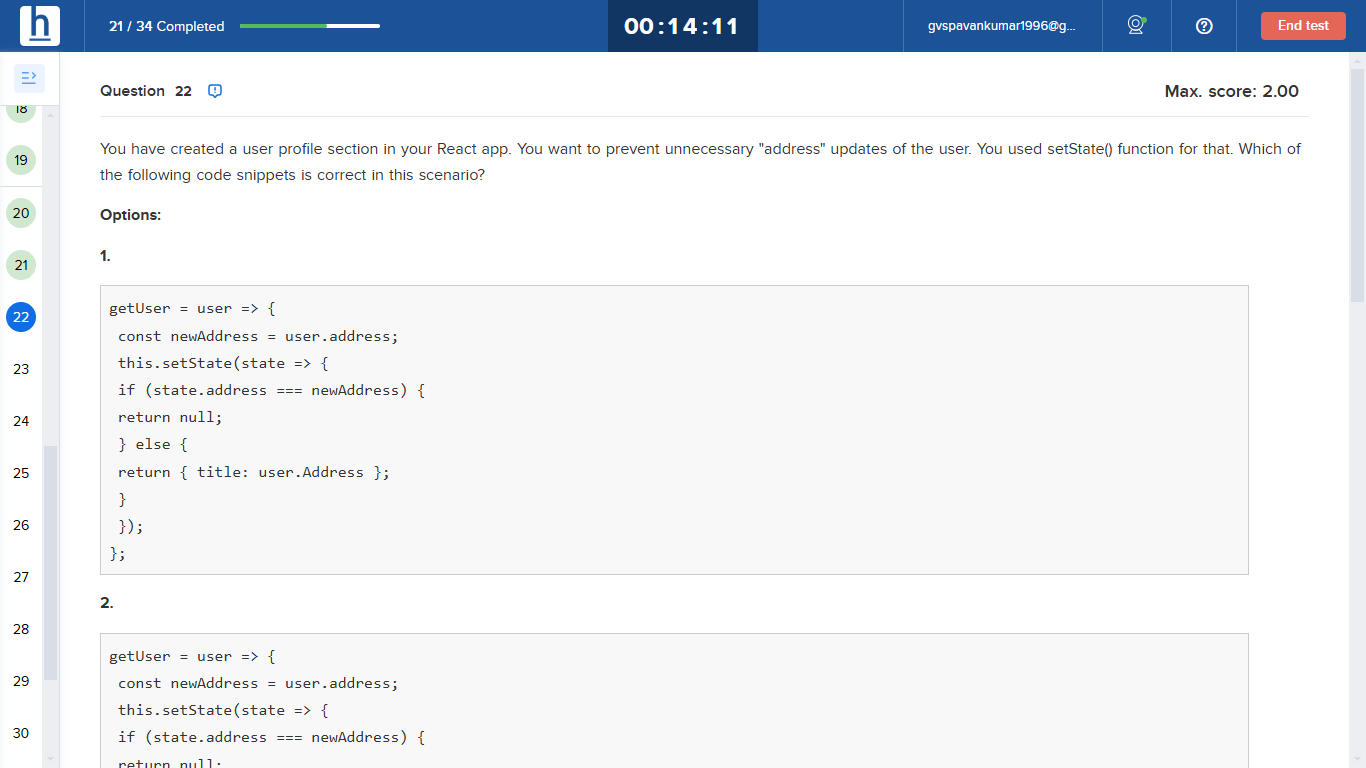 h
21 / 34 Completed
00:14:11
gvspavankumar1996@g...
End test
Question 22
Max. score: 2.00
18
19
20
21
22
23
24
25
26
27
28
29
30
You have created a user profile section in your React app. You want to prevent unnecessary "address" updates of the user. You used setState() function for that. Which of
the following code snippets is correct in this scenario?
Options:
1.
getUser = user => {
const newAddress = user.address;
this.setState(state => {
if (state.address === newAddress) {
return null;
} else {
return { title: user.Address };
}
});
};
2.
getUser = user => {
const newAddress = user.address;
this.setState(state => {
if (state.address === newAddress) {
return null;